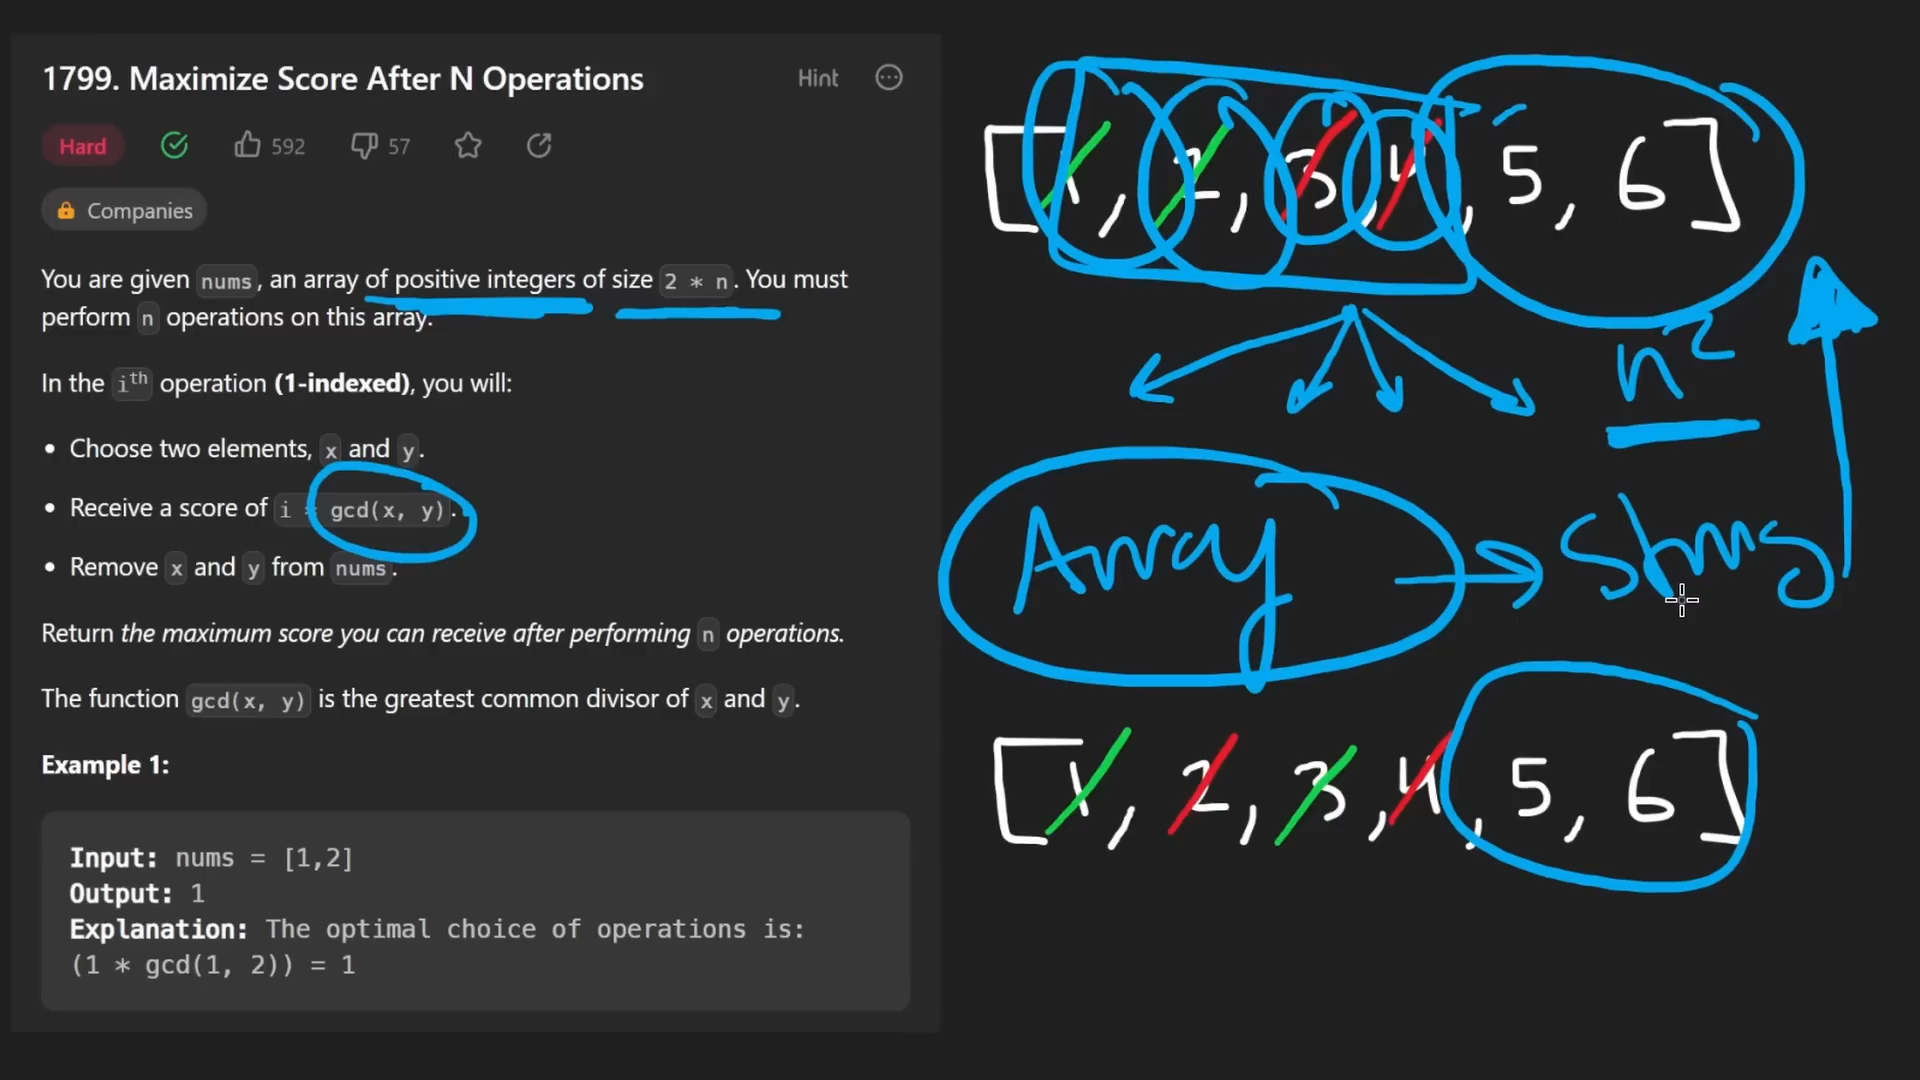 1799. Maximize Score After N Operations
Hint
Hard 592 57
Companies
You are given nums, an array of positive integers of size 2 * n. You must
perform n operations on this array.
In the ith operation (1-indexed), you will:
• Choose two elements, x and y.
• Receive a score of i * gcd(x, y).
• Remove x and y from nums.
Return the maximum score you can receive after performing n operations.
The function gcd(x, y) is the greatest common divisor of x and y.
Example 1:
Input: nums = [1,2]
Output: 1
Explanation: The optimal choice of operations is:
(1 * gcd(1, 2)) = 1
[1, 2, 3, 4, 5, 6]
n²
Array
[1, 2, 3, 4, 5, 6]